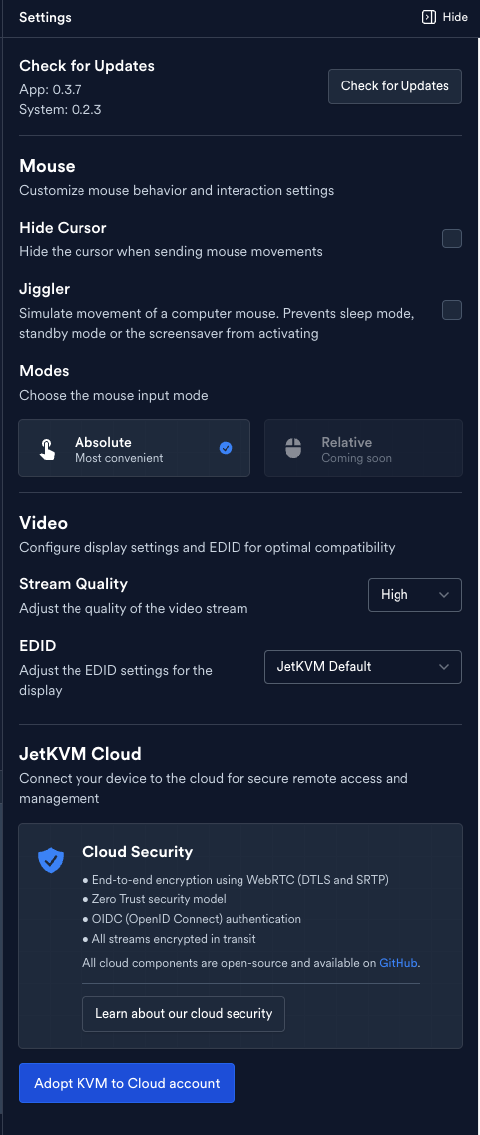 Settings
Hide
Check for Updates
App: 0.3.7
System: 0.2.3
Check for Updates
Mouse
Customize mouse behavior and interaction settings
Hide Cursor
Hide the cursor when sending mouse movements
Jiggler
Simulate movement of a computer mouse. Prevents sleep mode,
standby mode or the screensaver from activating
Modes
Choose the mouse input mode
Absolute
Most convenient
Relative
Coming soon
Video
Configure display settings and EDID for optimal compatibility
Stream Quality
Adjust the quality of the video stream
High
EDID
Adjust the EDID settings for the
display
JetKVM Default
JetKVM Cloud
Connect your device to the cloud for secure remote access and
management
Cloud Security
• End-to-end encryption using WebRTC (DTLS and SRTP)
• Zero Trust security model
• OIDC (OpenID Connect) authentication
• All streams encrypted in transit
All cloud components are open-source and available on GitHub.
Learn about our cloud security
Adopt KVM to Cloud account